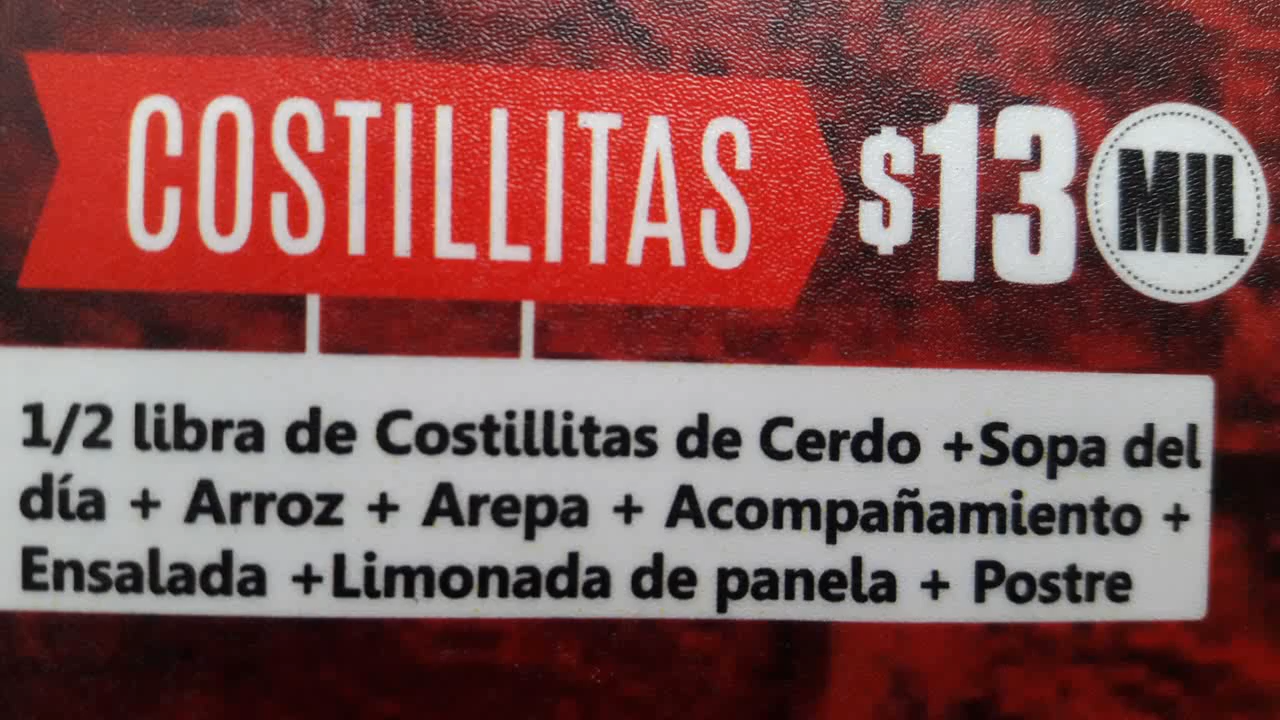 COSTILLITAS $13 MIL
1/2 libra de Costillitas de Cerdo +Sopa del
día + Arroz + Arepa + Acompañamiento +
Ensalada +Limonada de panela + Postre